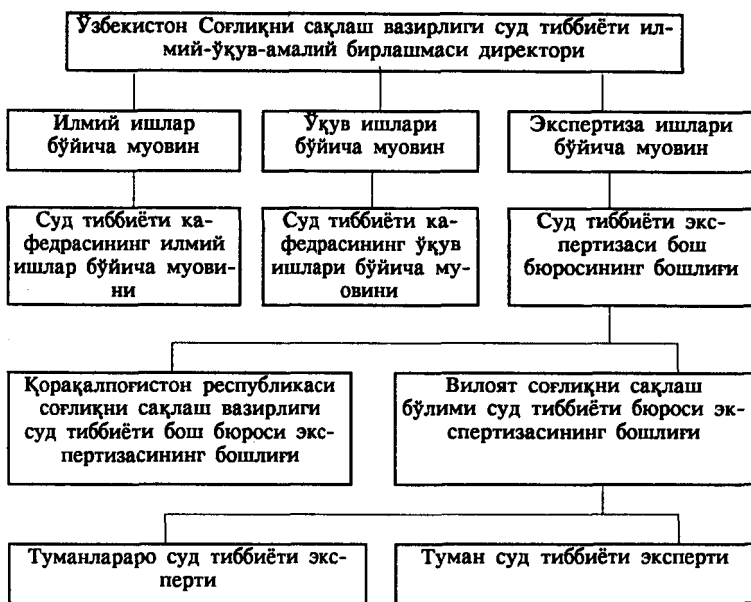 Ўзбекистон Соғлиқни сақлаш вазирлиги суд тиббиёти ил-
мий-ўқув-амалий бирлашмаси директори
Илмий ишлар
бўйича муовин
Ўқув ишлари
бўйича муовин
Экспертиза ишлари
бўйича муовин
Суд тиббиёти ка-
федрасининг илмий
ишлар бўйича муови-
ни
Суд тиббиёти ка-
федрасининг ўқув
ишлари бўйича му-
овини
Суд тиббиёти экс-
пертизаси бош
бюросининг бошлиғи
Қорақалпоғистон республикаси
соғлиқни сақлаш вазирлиги
суд тиббиёти бош бюроси экс-
пертизасининг бошлиғи
Вилоят соғлиқни сақлаш
бўлими суд тиббиёти бюроси эк-
спертизасининг бошлиғи
Туманлараро суд тиббиёти экс-
перти
Туман суд тиббиёти эксперти